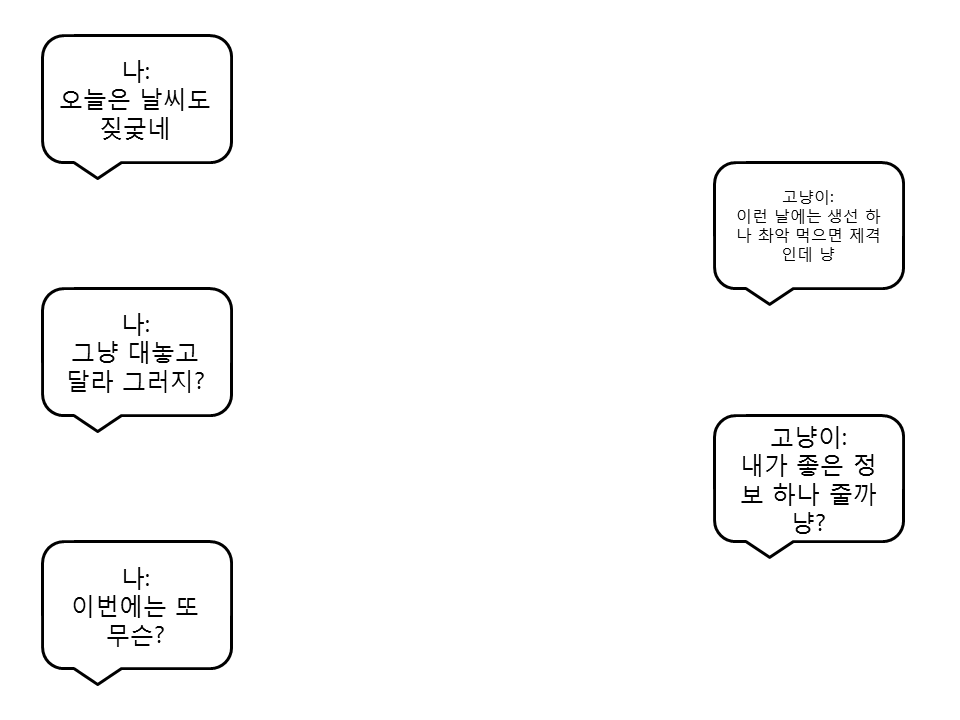 나:
오늘은 날씨도
짖궂네
고냥이:
이런 날에는 생선 하
나 촤악 먹으면 제격
인데 냥
나:
그냥 대놓고
달라 그러지?
고냥이:
내가 좋은 정
보 하나 줄까
냥?
나:
이번에는 또
무슨?